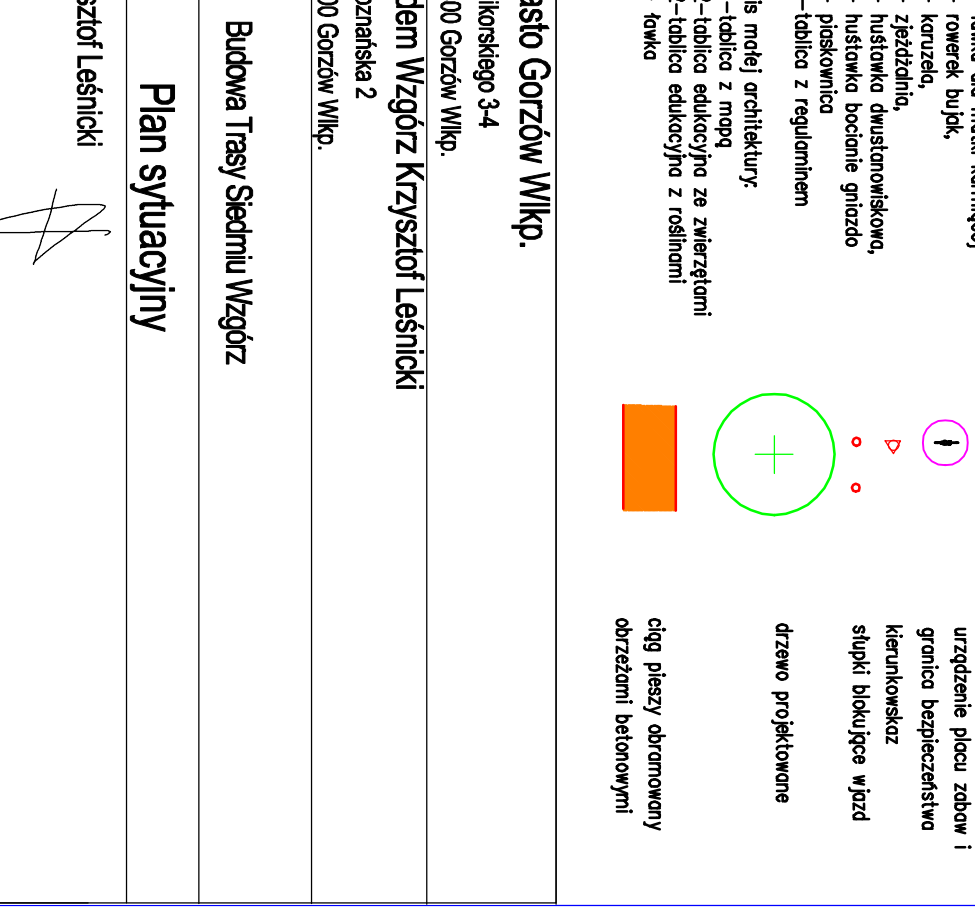 rowerek bujak,
- karuzela,
- zjeżdżalnia,
- huśtawka dwustanowiskowa,
- huśtawka bocianie gniazdo
- piaskownica
-tablica z regulaminem
is małej architektury:
-tablica z mapą
2-tablica edukacyjna ze zwierzętami
2-tablica edukacyjna z roślinami
ławka
urządzenie placu zabaw i
granica bezpieczeństwa
kierunkowskaz
słupki blokujące wjazd
drzewo projektowane
ciąg pieszy obramowany
obrzeżami betonowymi
asto Gorzów Wlkp.
ikorskiego 3-4
00 Gorzów Wlkp.
dem Wzgórz Krzysztof Leśnicki
oznańska 2
00 Gorzów Wlkp.
Budowa Trasy Siedmiu Wzgórz
Plan sytuacyjny
sztof Leśnicki